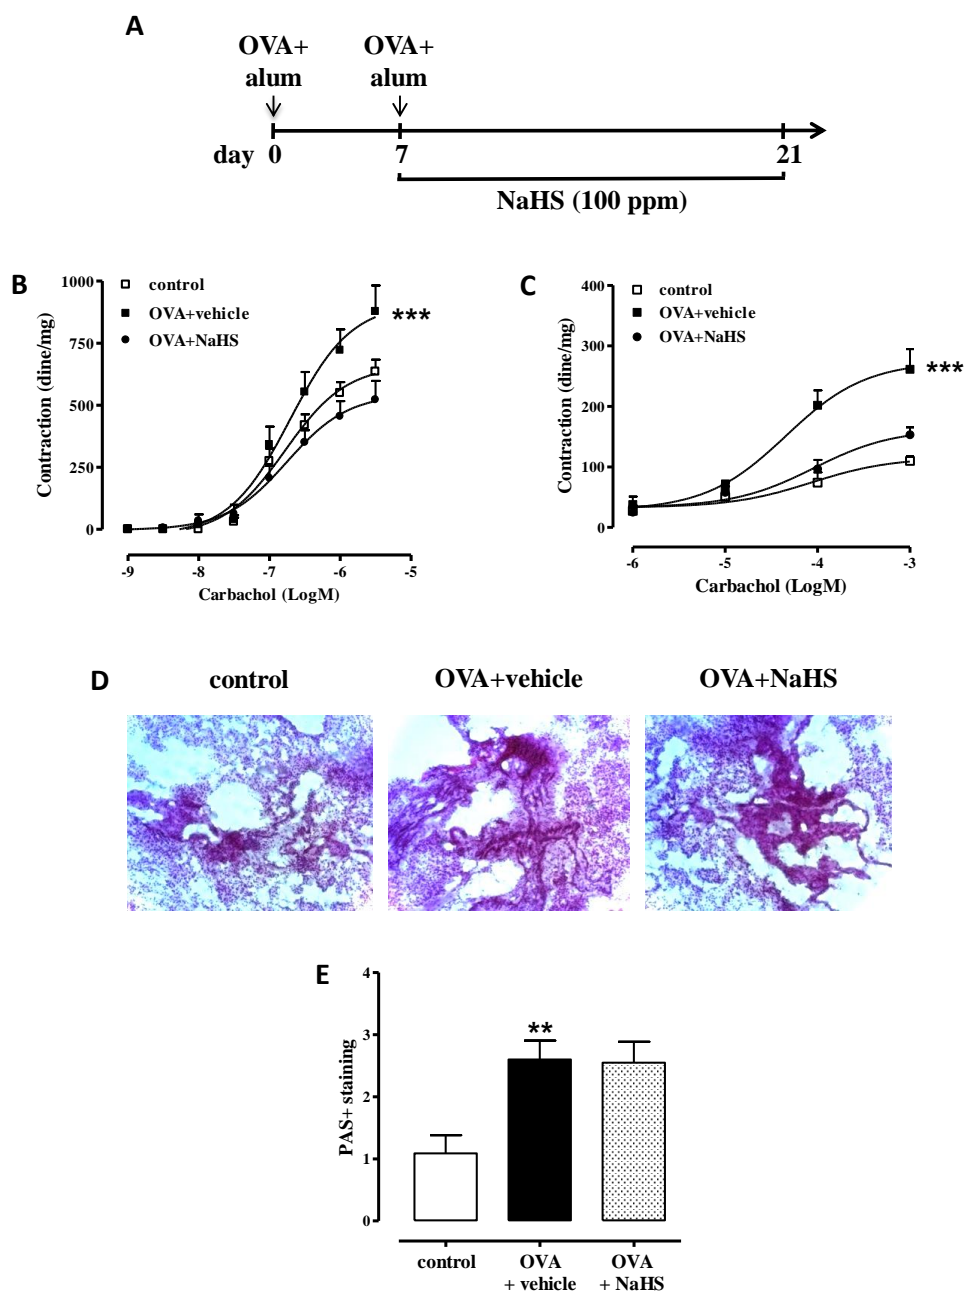 A
OVA+ OVA+
alum alum
day 0 7 21
NaHS (100 ppm)
B
control
OVA+vehicle
OVA+NaHS
***
Contraction (dine/mg)
1000
750
500
250
0
-9 -8 -7 -6 -5
Carbachol (LogM)
C
control
OVA+vehicle
OVA+NaHS
***
Contraction (dine/mg)
400
300
200
100
0
-6 -5 -4 -3
Carbachol (LogM)
D
control OVA+vehicle OVA+NaHS
E
PAS+ staining
4
3
2
1
0
**
control OVA OVA
+ vehicle + NaHS